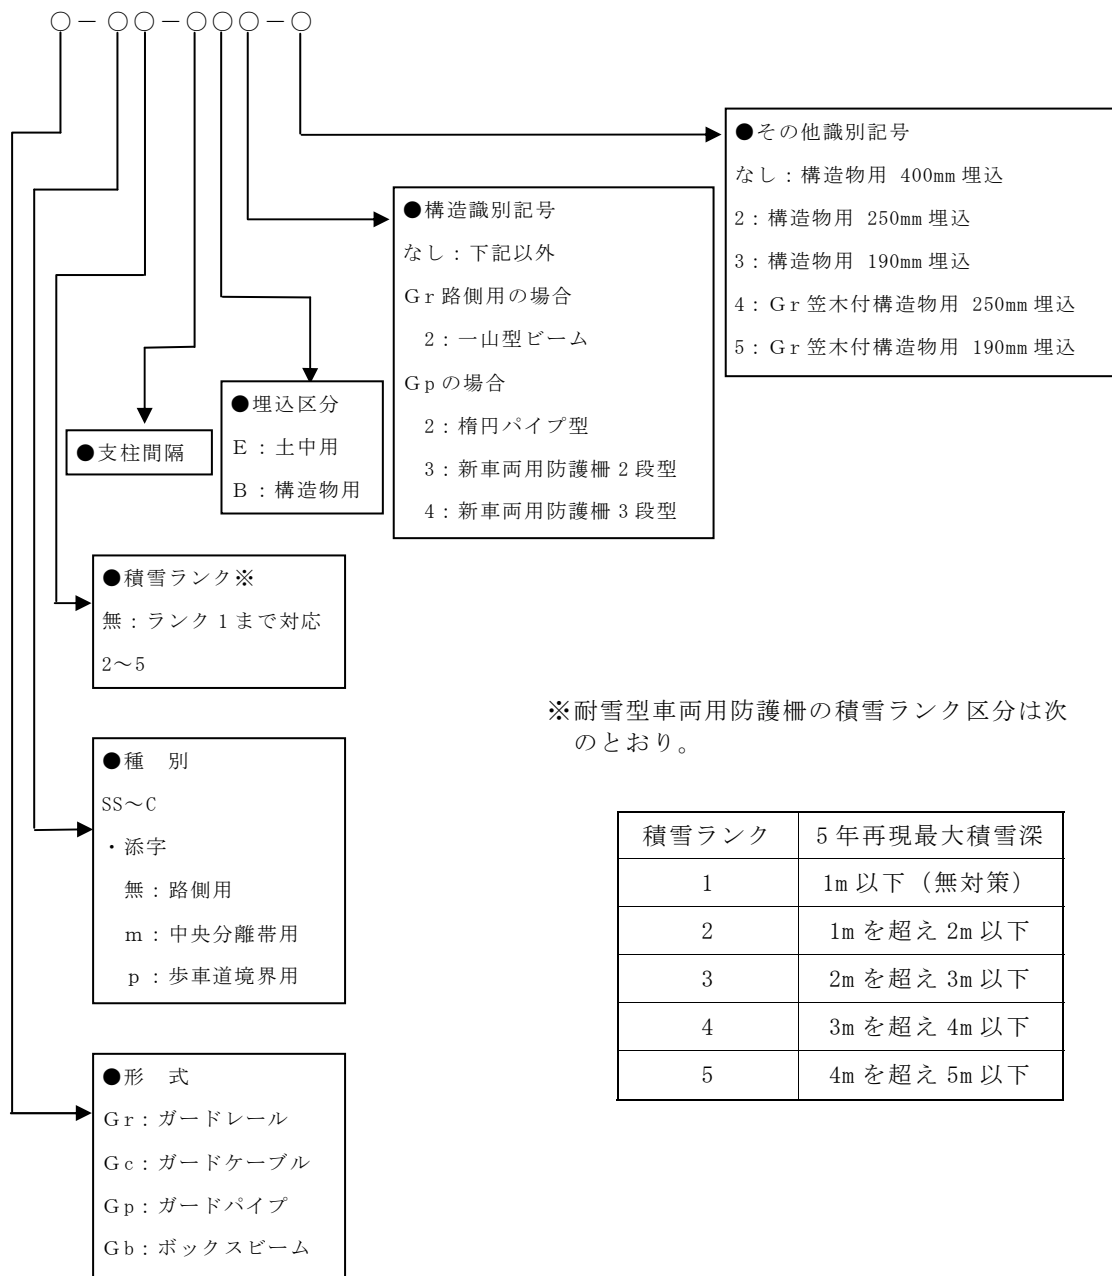 ○－○○－○○○－○
●その他識別記号
なし：構造物用 400mm 埋込
2：構造物用 250mm 埋込
3：構造物用 190mm 埋込
4：Ｇｒ笠木付構造物用 250mm 埋込
5：Ｇｒ笠木付構造物用 190mm 埋込
●構造識別記号
なし：下記以外
Ｇｒ路側用の場合
2：一山型ビーム
Ｇｐの場合
2：楕円パイプ型
3：新車両用防護柵２段型
4：新車両用防護柵３段型
●埋込区分
Ｅ：土中用
Ｂ：構造物用
●支柱間隔
●積雪ランク※
無：ランク 1 まで対応
2～5
●種　別
SS～C
・添字
無：路側用
ｍ：中央分離帯用
ｐ：歩車道境界用
●形　式
Ｇｒ：ガードレール
Ｇｃ：ガードケーブル
Ｇｐ：ガードパイプ
Ｇｂ：ボックスビーム
※耐雪型車両用防護柵の積雪ランク区分は次
のとおり。
積雪ランク　5 年再現最大積雪深
1　1m 以下（無対策）
2　1m を超え 2m 以下
3　2m を超え 3m 以下
4　3m を超え 4m 以下
5　4m を超え 5m 以下